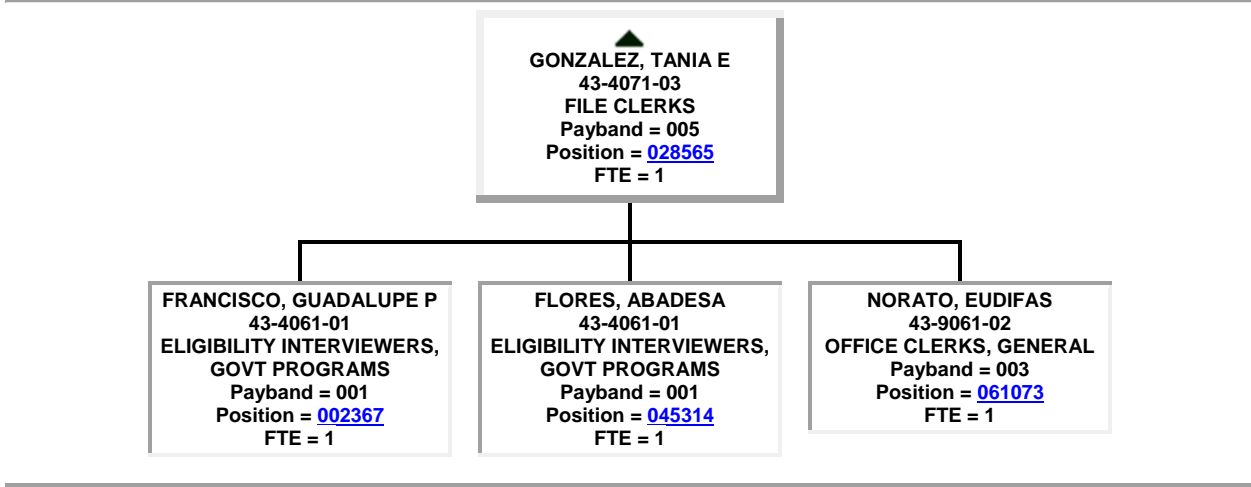 GONZALEZ, TANIA E
43-4071-03
FILE CLERKS
Payband = 005
Position = 028565
FTE = 1
FRANCISCO, GUADALUPE P
43-4061-01
ELIGIBILITY INTERVIEWERS,
GOVT PROGRAMS
Payband = 001
Position = 002367
FTE = 1
FLORES, ABADESA
43-4061-01
ELIGIBILITY INTERVIEWERS,
GOVT PROGRAMS
Payband = 001
Position = 045314
FTE = 1
NORATO, EUDIFAS
43-9061-02
OFFICE CLERKS, GENERAL
Payband = 003
Position = 061073
FTE = 1